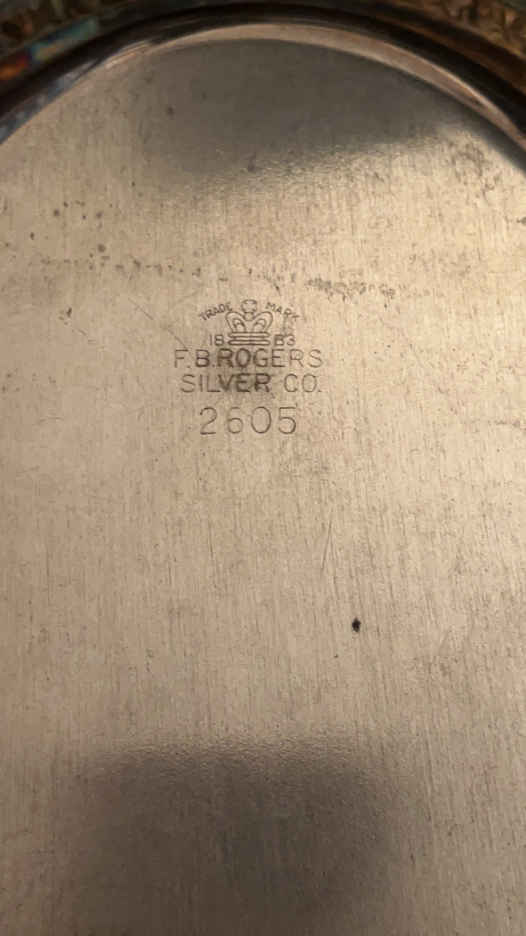 TRADE MARK
18 83
F.B.ROGERS
SILVER CO.
2605